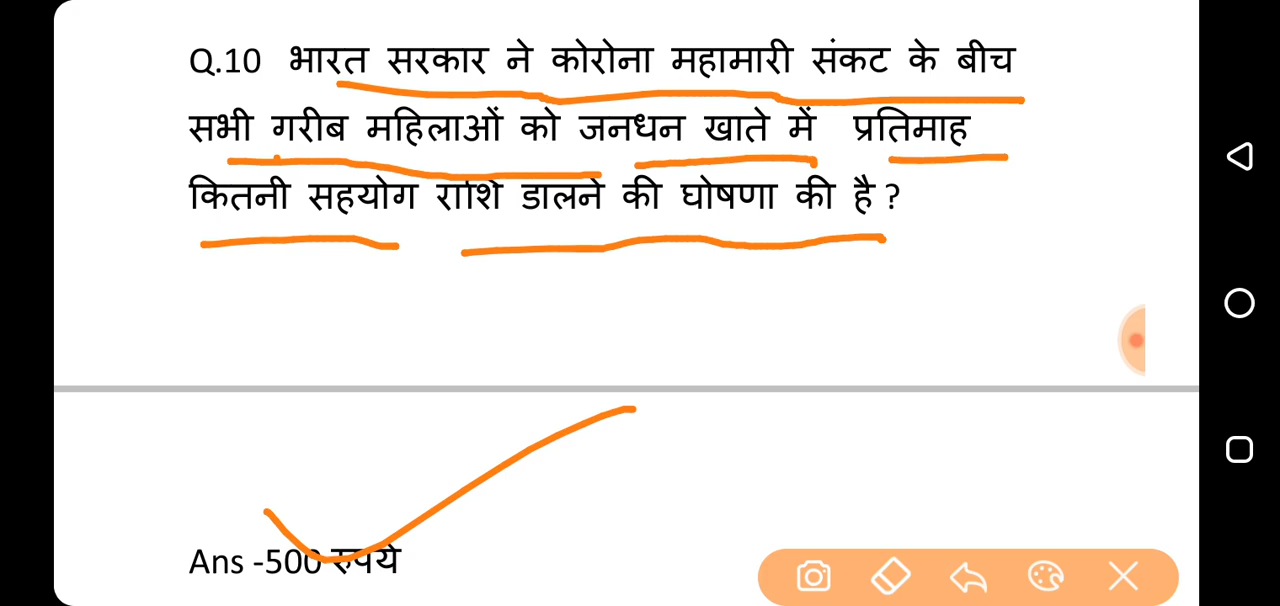 Q.10 भारत सरकार ने कोरोना महामारी संकट के बीच
सभी गरीब महिलाओं को जनधन खाते में प्रतिमाह
कितनी सहयोग राशि डालने की घोषणा की है ?
Ans -500 रुपये